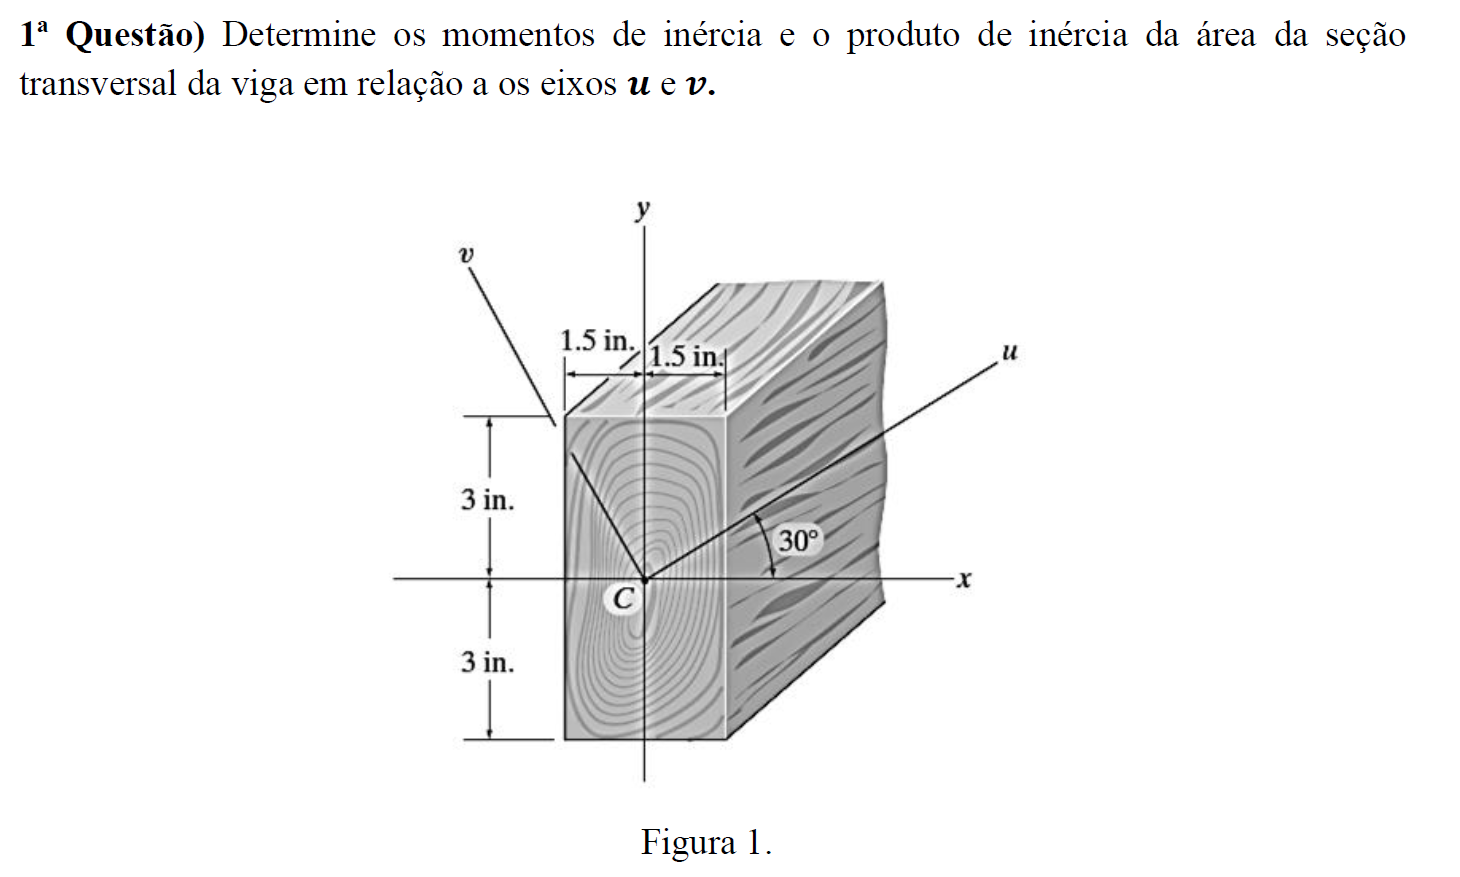 1ª Questão) Determine os momentos de inércia e o produto de inércia da área da seção
transversal da viga em relação a os eixos u e v.
y
v
1.5 in.
1.5 in.
u
3 in.
30°
x
C
3 in.
Figura 1.